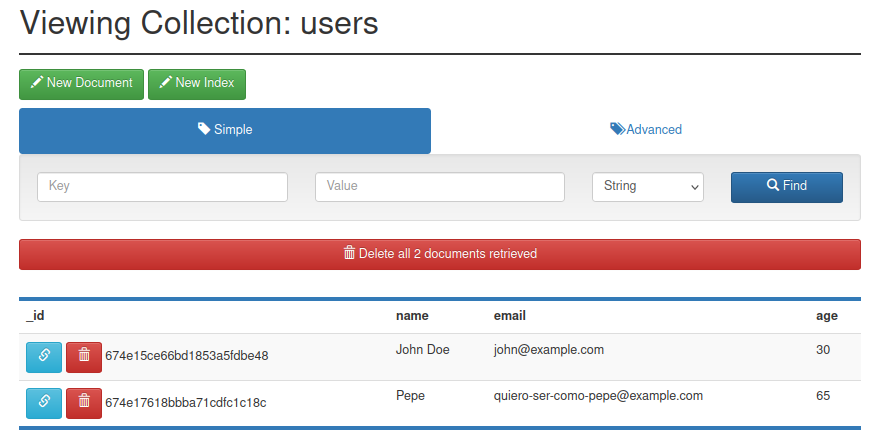 Viewing Collection: users
New Document New Index
Simple Advanced
Key Value String Find
Delete all 2 documents retrieved
_id name email age
674e15ce66bd1853a5fdbe48 John Doe john@example.com 30
674e17618bbba71cdfc1c18c Pepe quiero-ser-como-pepe@example.com 65